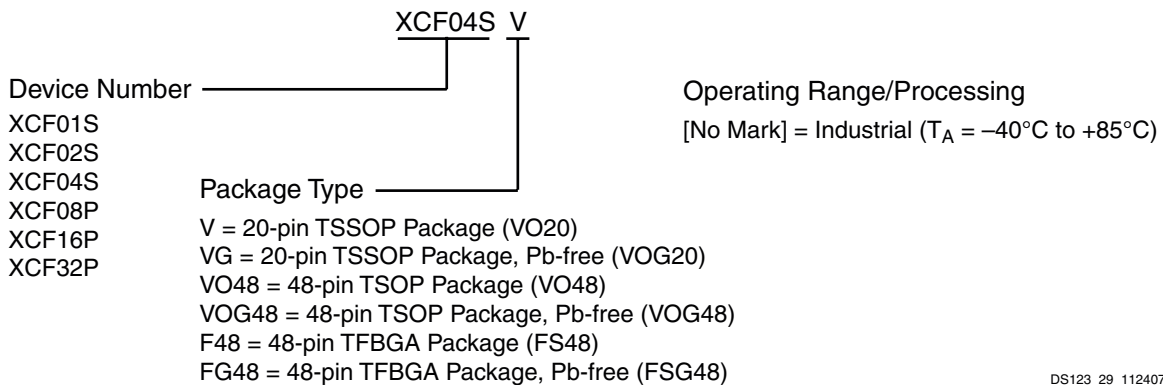 XCF04S V
Device Number
XCF01S
XCF02S
XCF04S
XCF08P
XCF16P
XCF32P
Package Type
V = 20-pin TSSOP Package (VO20)
VG = 20-pin TSSOP Package, Pb-free (VOG20)
VO48 = 48-pin TSOP Package (VO48)
VOG48 = 48-pin TSOP Package, Pb-free (VOG48)
F48 = 48-pin TFBGA Package (FS48)
FG48 = 48-pin TFBGA Package, Pb-free (FSG48)
Operating Range/Processing
[No Mark] = Industrial (TA = –40°C to +85°C)
DS123_29_112407